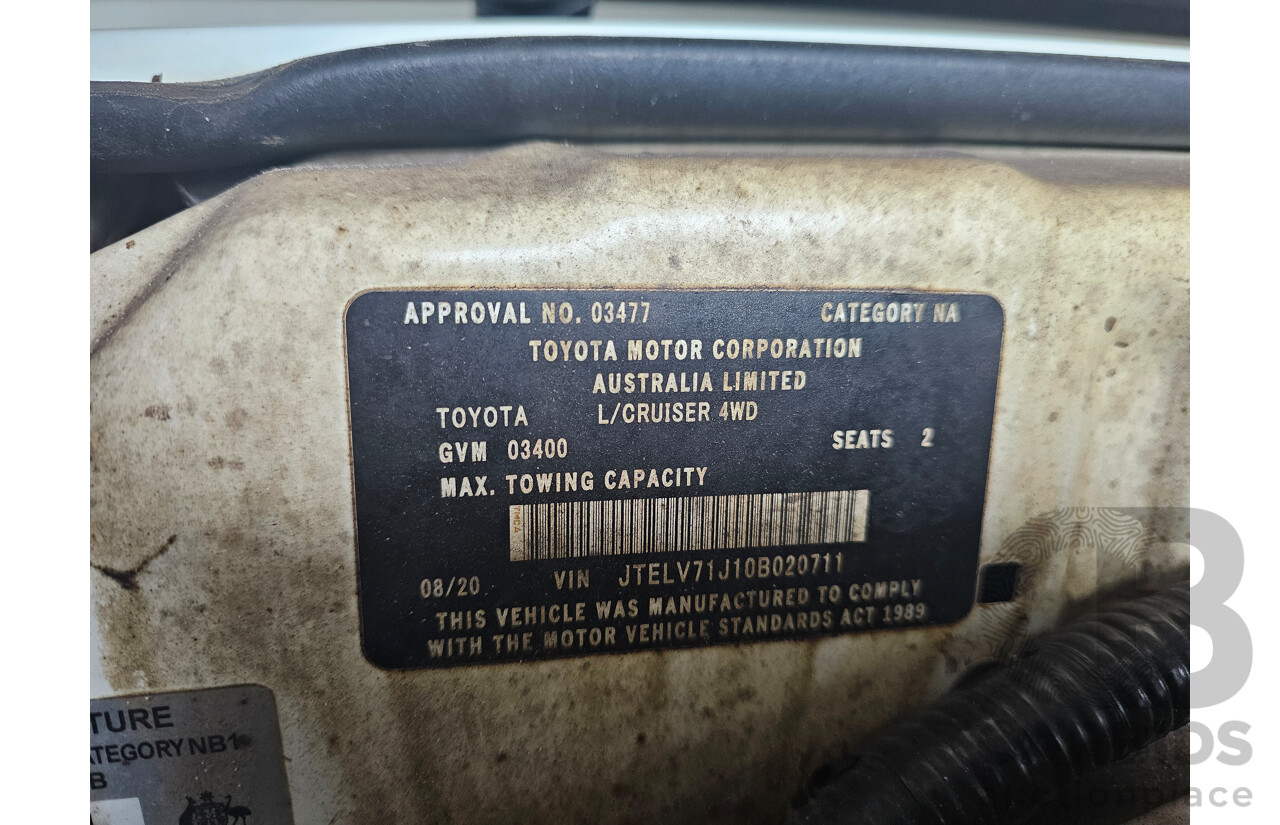 APPROVAL NO. 03477 CATEGORY NA
TOYOTA MOTOR CORPORATION
AUSTRALIA LIMITED
TOYOTA L/CRUISER 4WD
GVM 03400 SEATS 2
MAX. TOWING CAPACITY
TMCA
08/20 VIN JTELV71J10B020711
THIS VEHICLE WAS MANUFACTURED TO COMPLY
WITH THE MOTOR VEHICLE STANDARDS ACT 1989
TURE
ATEGORY NB1
B